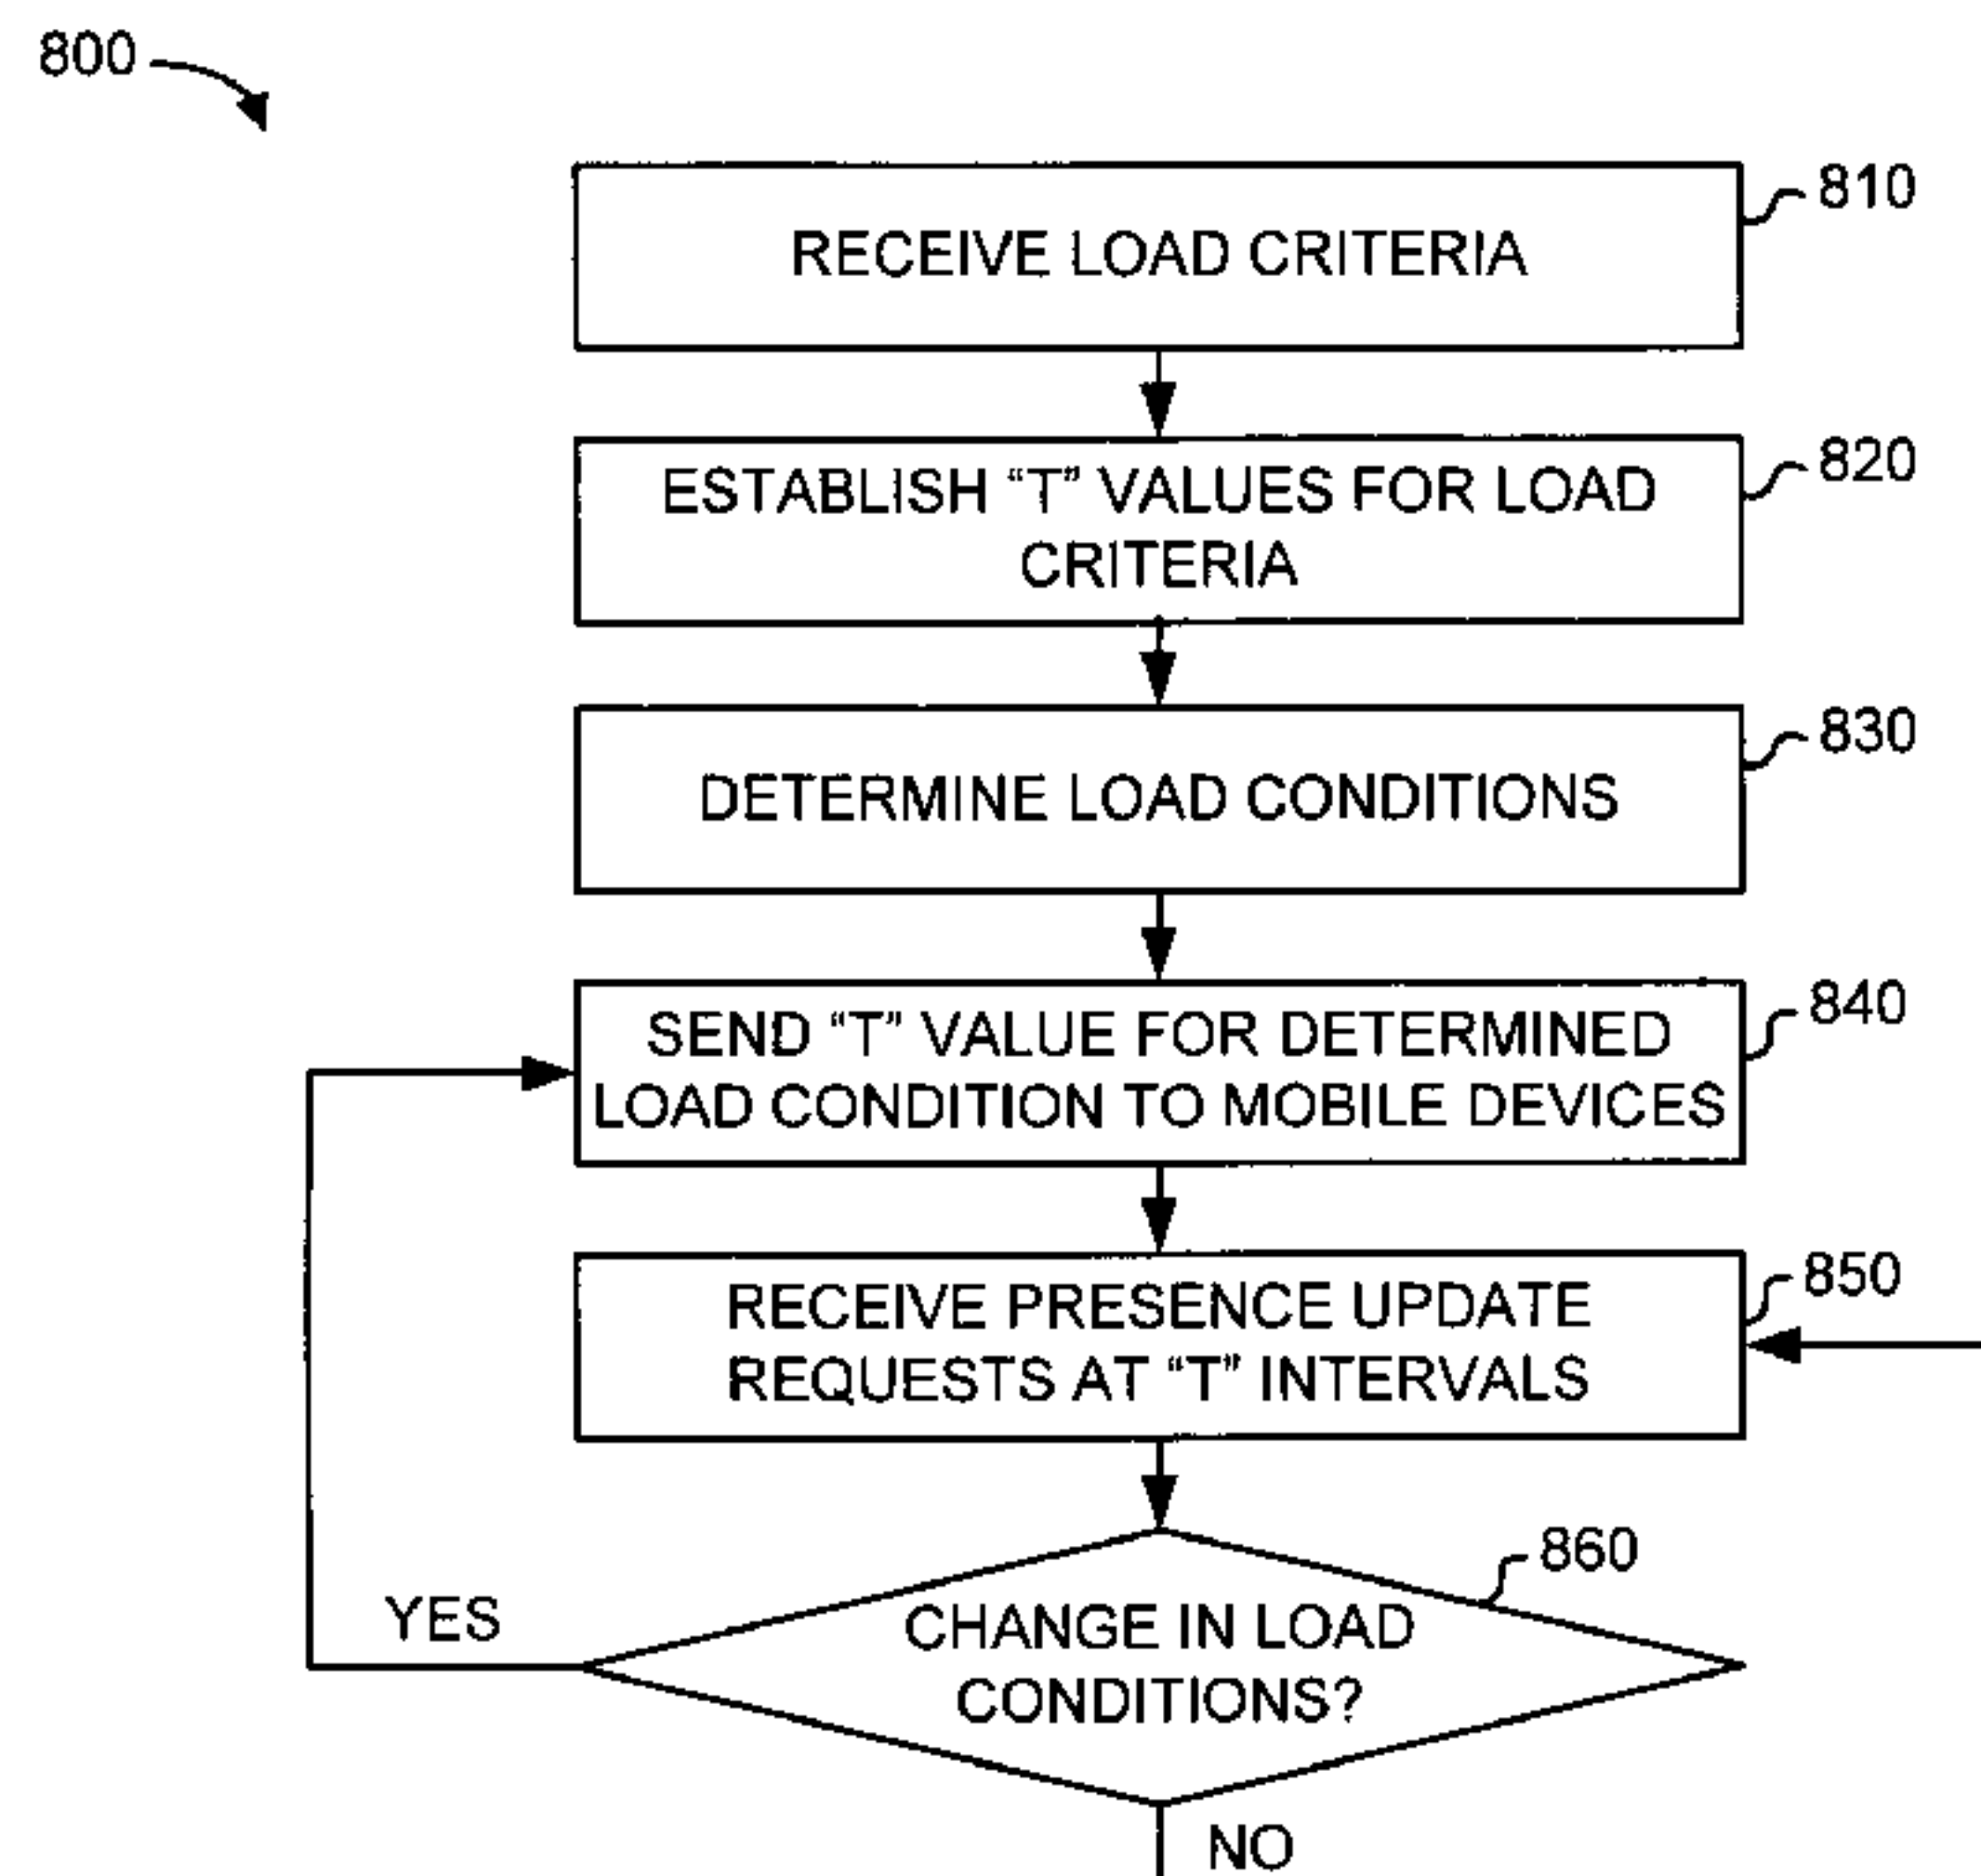 800
RECEIVE LOAD CRITERIA
810
ESTABLISH “T” VALUES FOR LOAD
CRITERIA
820
DETERMINE LOAD CONDITIONS
830
SEND “T” VALUE FOR DETERMINED
LOAD CONDITION TO MOBILE DEVICES
840
RECEIVE PRESENCE UPDATE
REQUESTS AT “T” INTERVALS
850
CHANGE IN LOAD
CONDITIONS?
860
YES
NO